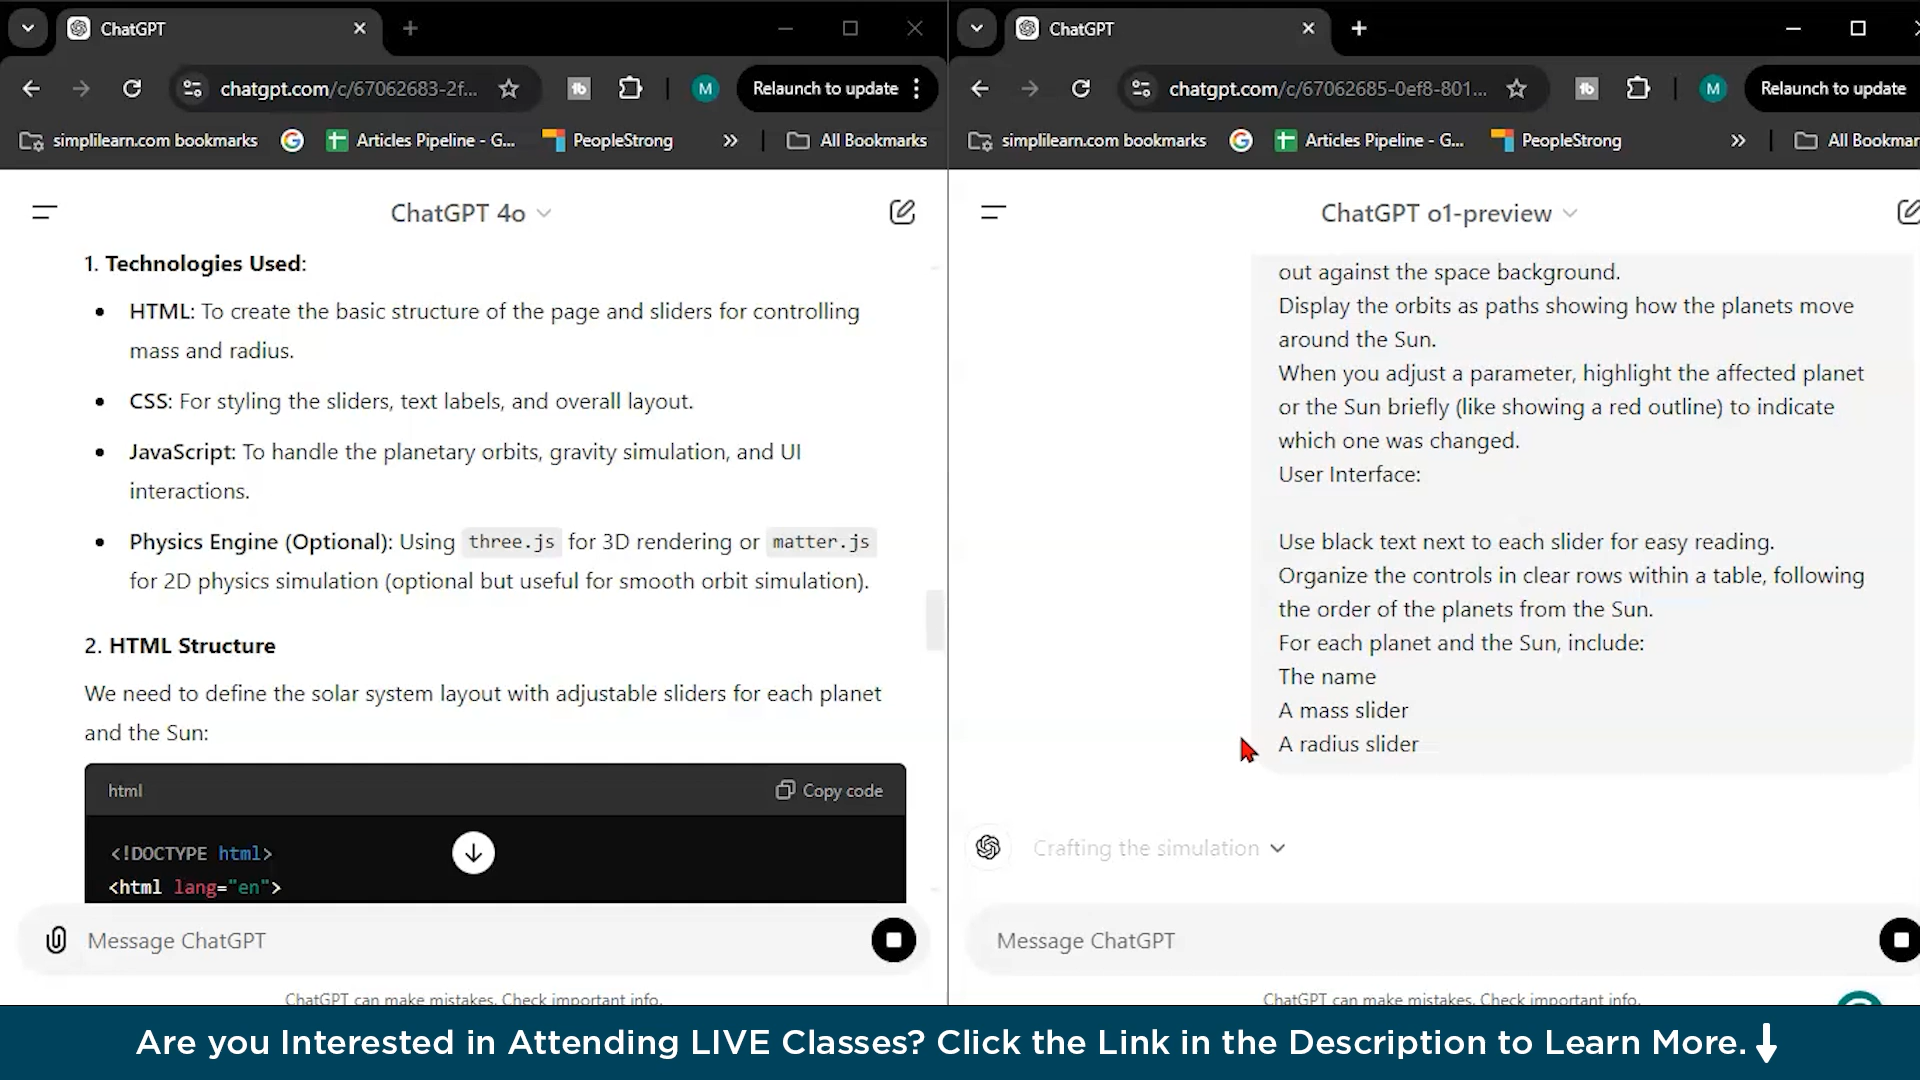 ChatGPT
chatgpt.com/c/67062683-2f...
Relaunch to update
simplilearn.com bookmarks
Articles Pipeline - G...
PeopleStrong
All Bookmarks
ChatGPT 4o
1. Technologies Used:
HTML: To create the basic structure of the page and sliders for controlling
mass and radius.
CSS: For styling the sliders, text labels, and overall layout.
JavaScript: To handle the planetary orbits, gravity simulation, and UI
interactions.
Physics Engine (Optional): Using three.js for 3D rendering or matter.js
for 2D physics simulation (optional but useful for smooth orbit simulation).
2. HTML Structure
We need to define the solar system layout with adjustable sliders for each planet
and the Sun:
html
Copy code
<!DOCTYPE html>
<html lang="en">
Message ChatGPT
ChatGPT can make mistakes. Check important info.
ChatGPT
chatgpt.com/c/67062685-0ef8-801...
M
Relaunch to update
simplilearn.com bookmarks
Articles Pipeline - G...
PeopleStrong
All Bookmar
ChatGPT o1-preview
out against the space background.
Display the orbits as paths showing how the planets move
around the Sun.
When you adjust a parameter, highlight the affected planet
or the Sun briefly (like showing a red outline) to indicate
which one was changed.
User Interface:
Use black text next to each slider for easy reading.
Organize the controls in clear rows within a table, following
the order of the planets from the Sun.
For each planet and the Sun, include:
The name
A mass slider
A radius slider
Crafting the simulation
Message ChatGPT
ChatGPT can make mistakes. Check important info.
Are you Interested in Attending LIVE Classes? Click the Link in the Description to Learn More.